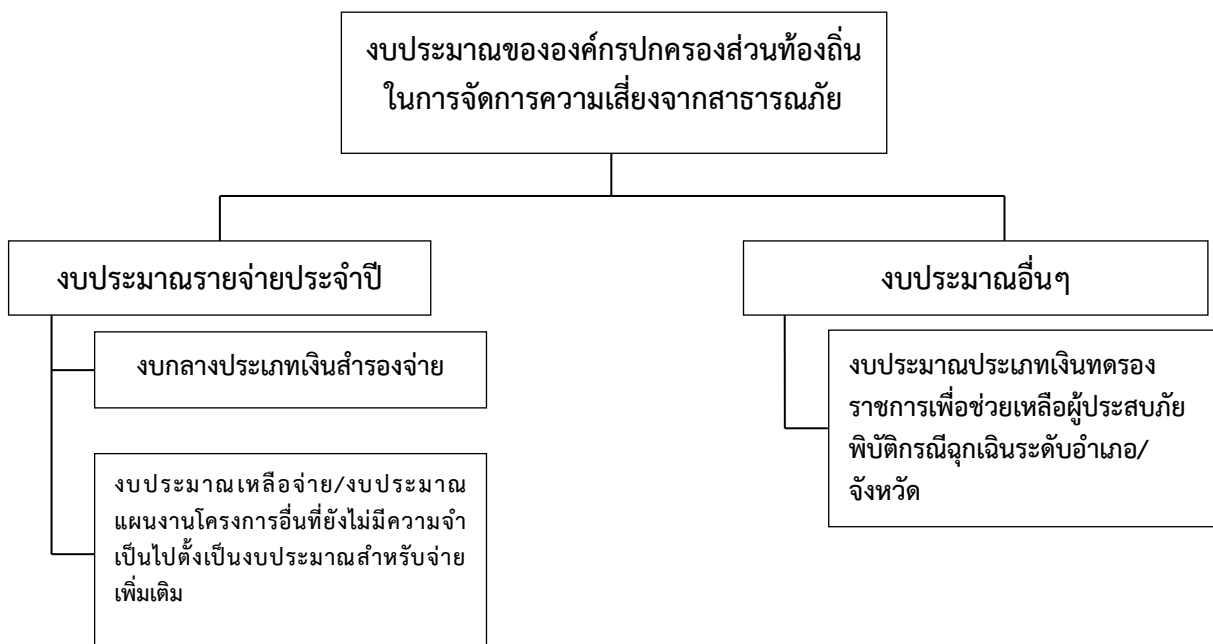 งบประมาณขององค์กรปกครองส่วนท้องถิ่น
ในการจัดการความเสี่ยงจากสาธารณภัย
งบประมาณรายจ่ายประจำปี
งบกลางประเภทเงินสำรองจ่าย
งบประมาณเหลือจ่าย/งบประมาณ
แผนงานโครงการอื่นที่ยังไม่มีความจำ
เป็นไปตั้งเป็นงบประมาณสำหรับจ่าย
เพิ่มเติม
งบประมาณอื่นๆ
งบประมาณประเภทเงินทดรอง
ราชการเพื่อช่วยเหลือผู้ประสบภัย
พิบัติกรณีฉุกเฉินระดับอำเภอ/
จังหวัด